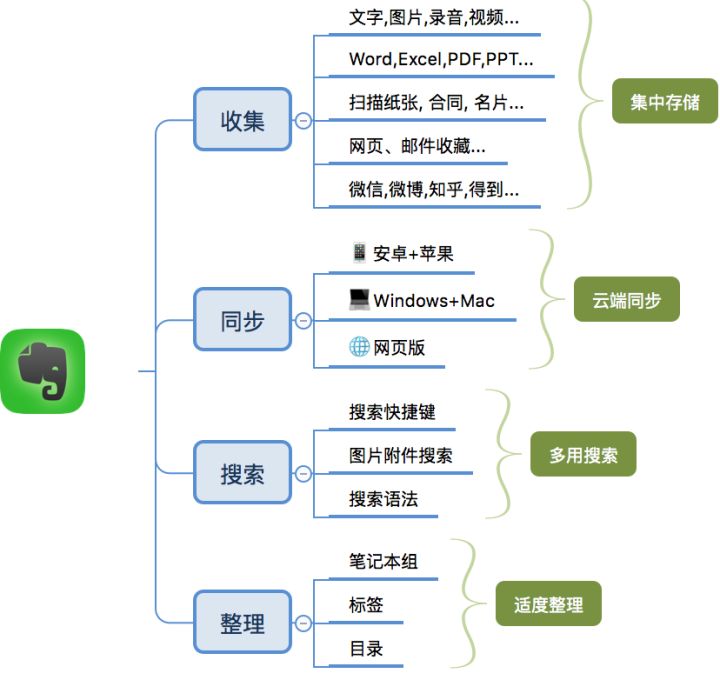 文字,图片,录音,视频...
Word,Excel,PDF,PPT...
收集
扫描纸张, 合同, 名片...
集中存储
网页、邮件收藏...
微信,微博,知乎,得到...
安卓+苹果
同步
Windows+Mac
云端同步
网页版
搜索快捷键
搜索
图片附件搜索
多用搜索
搜索语法
笔记本组
整理
标签
适度整理
目录